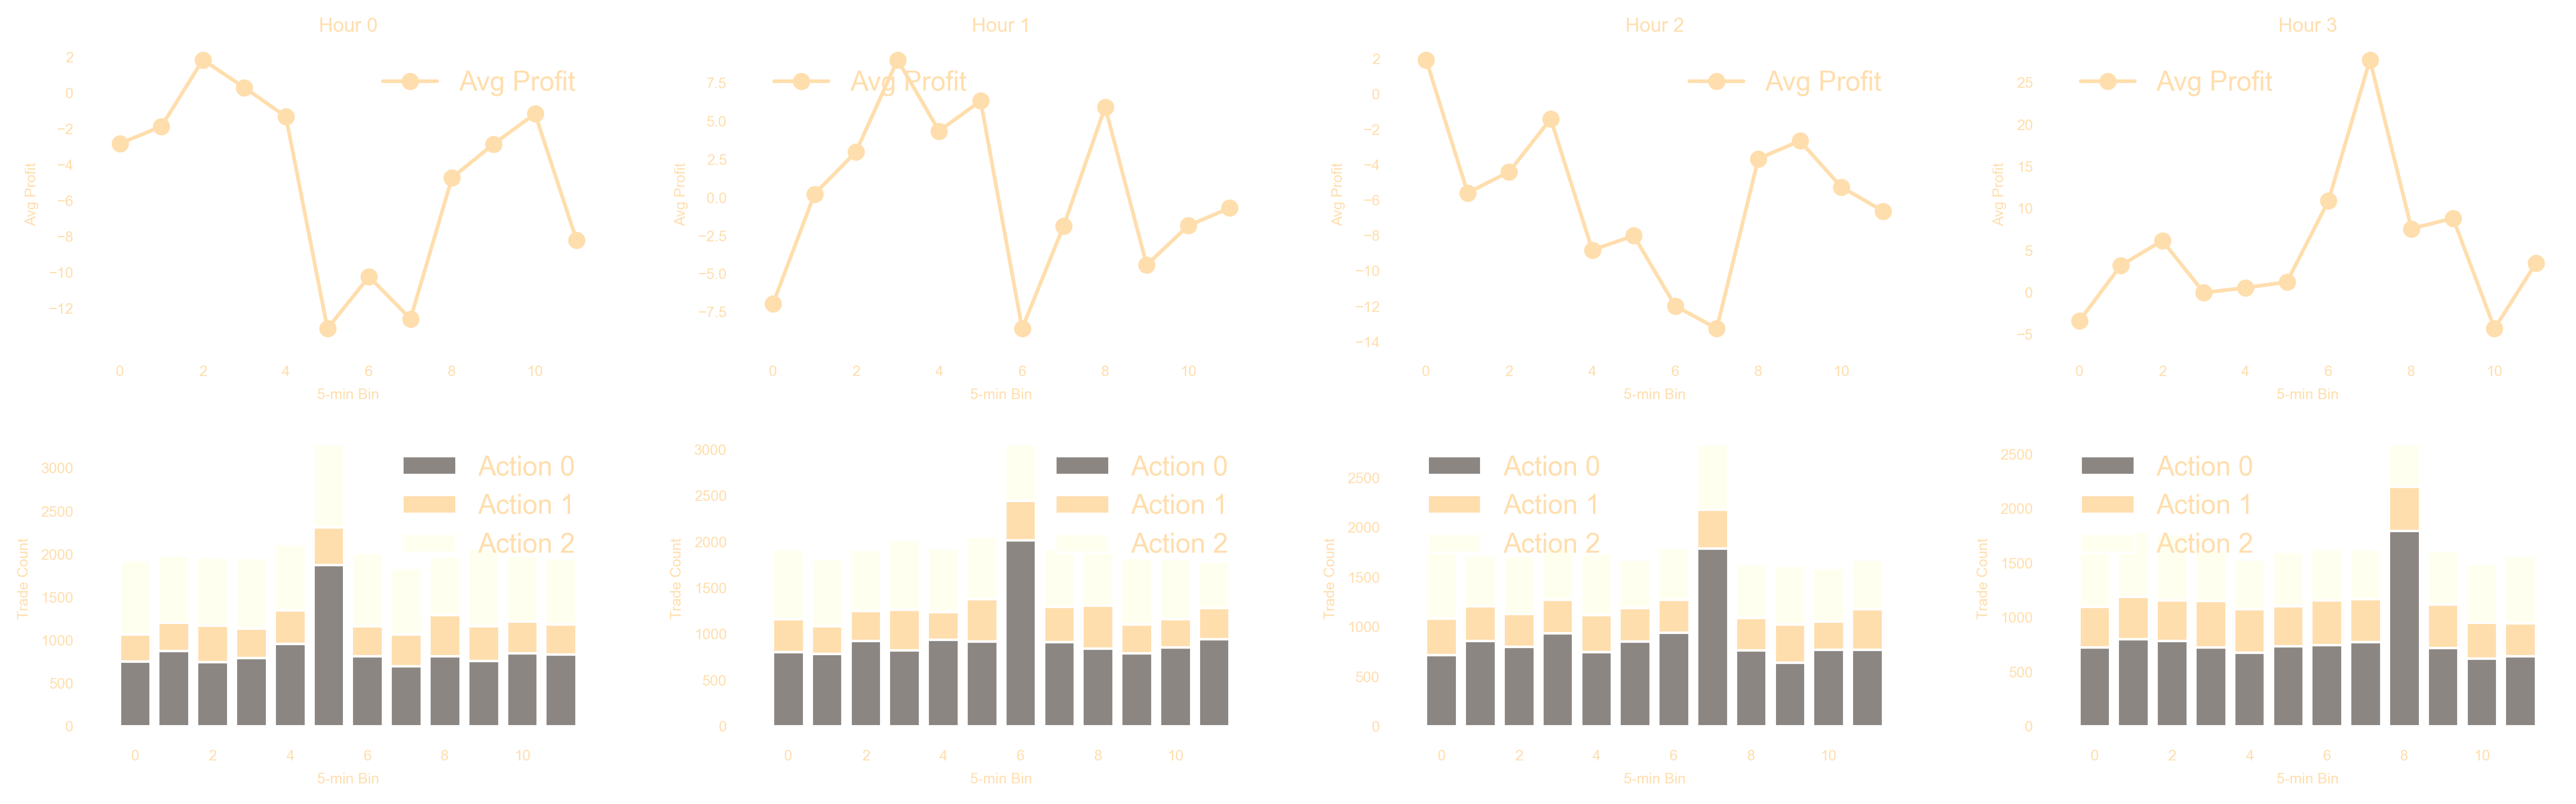 Hour 0
2
0
−2
−4
−6
−8
−10
−12
Avg Profit
Avg Profit
0 2 4 6 8 10
5-min Bin
Hour 1
7.5
5.0
2.5
0.0
−2.5
−5.0
−7.5
Avg Profit
Avg Profit
0 2 4 6 8 10
5-min Bin
Hour 2
2
0
−2
−4
−6
−8
−10
−12
−14
Avg Profit
Avg Profit
0 2 4 6 8 10
5-min Bin
Hour 3
25
20
15
10
5
0
−5
Avg Profit
Avg Profit
0 2 4 6 8 10
5-min Bin
3000
2500
2000
1500
1000
500
0
Trade Count
Action 0
Action 1
Action 2
0 2 4 6 8 10
5-min Bin
3000
2500
2000
1500
1000
500
0
Trade Count
Action 0
Action 1
Action 2
0 2 4 6 8 10
5-min Bin
2500
2000
1500
1000
500
0
Trade Count
Action 0
Action 1
Action 2
0 2 4 6 8 10
5-min Bin
2500
2000
1500
1000
500
0
Trade Count
Action 0
Action 1
Action 2
0 2 4 6 8 10
5-min Bin